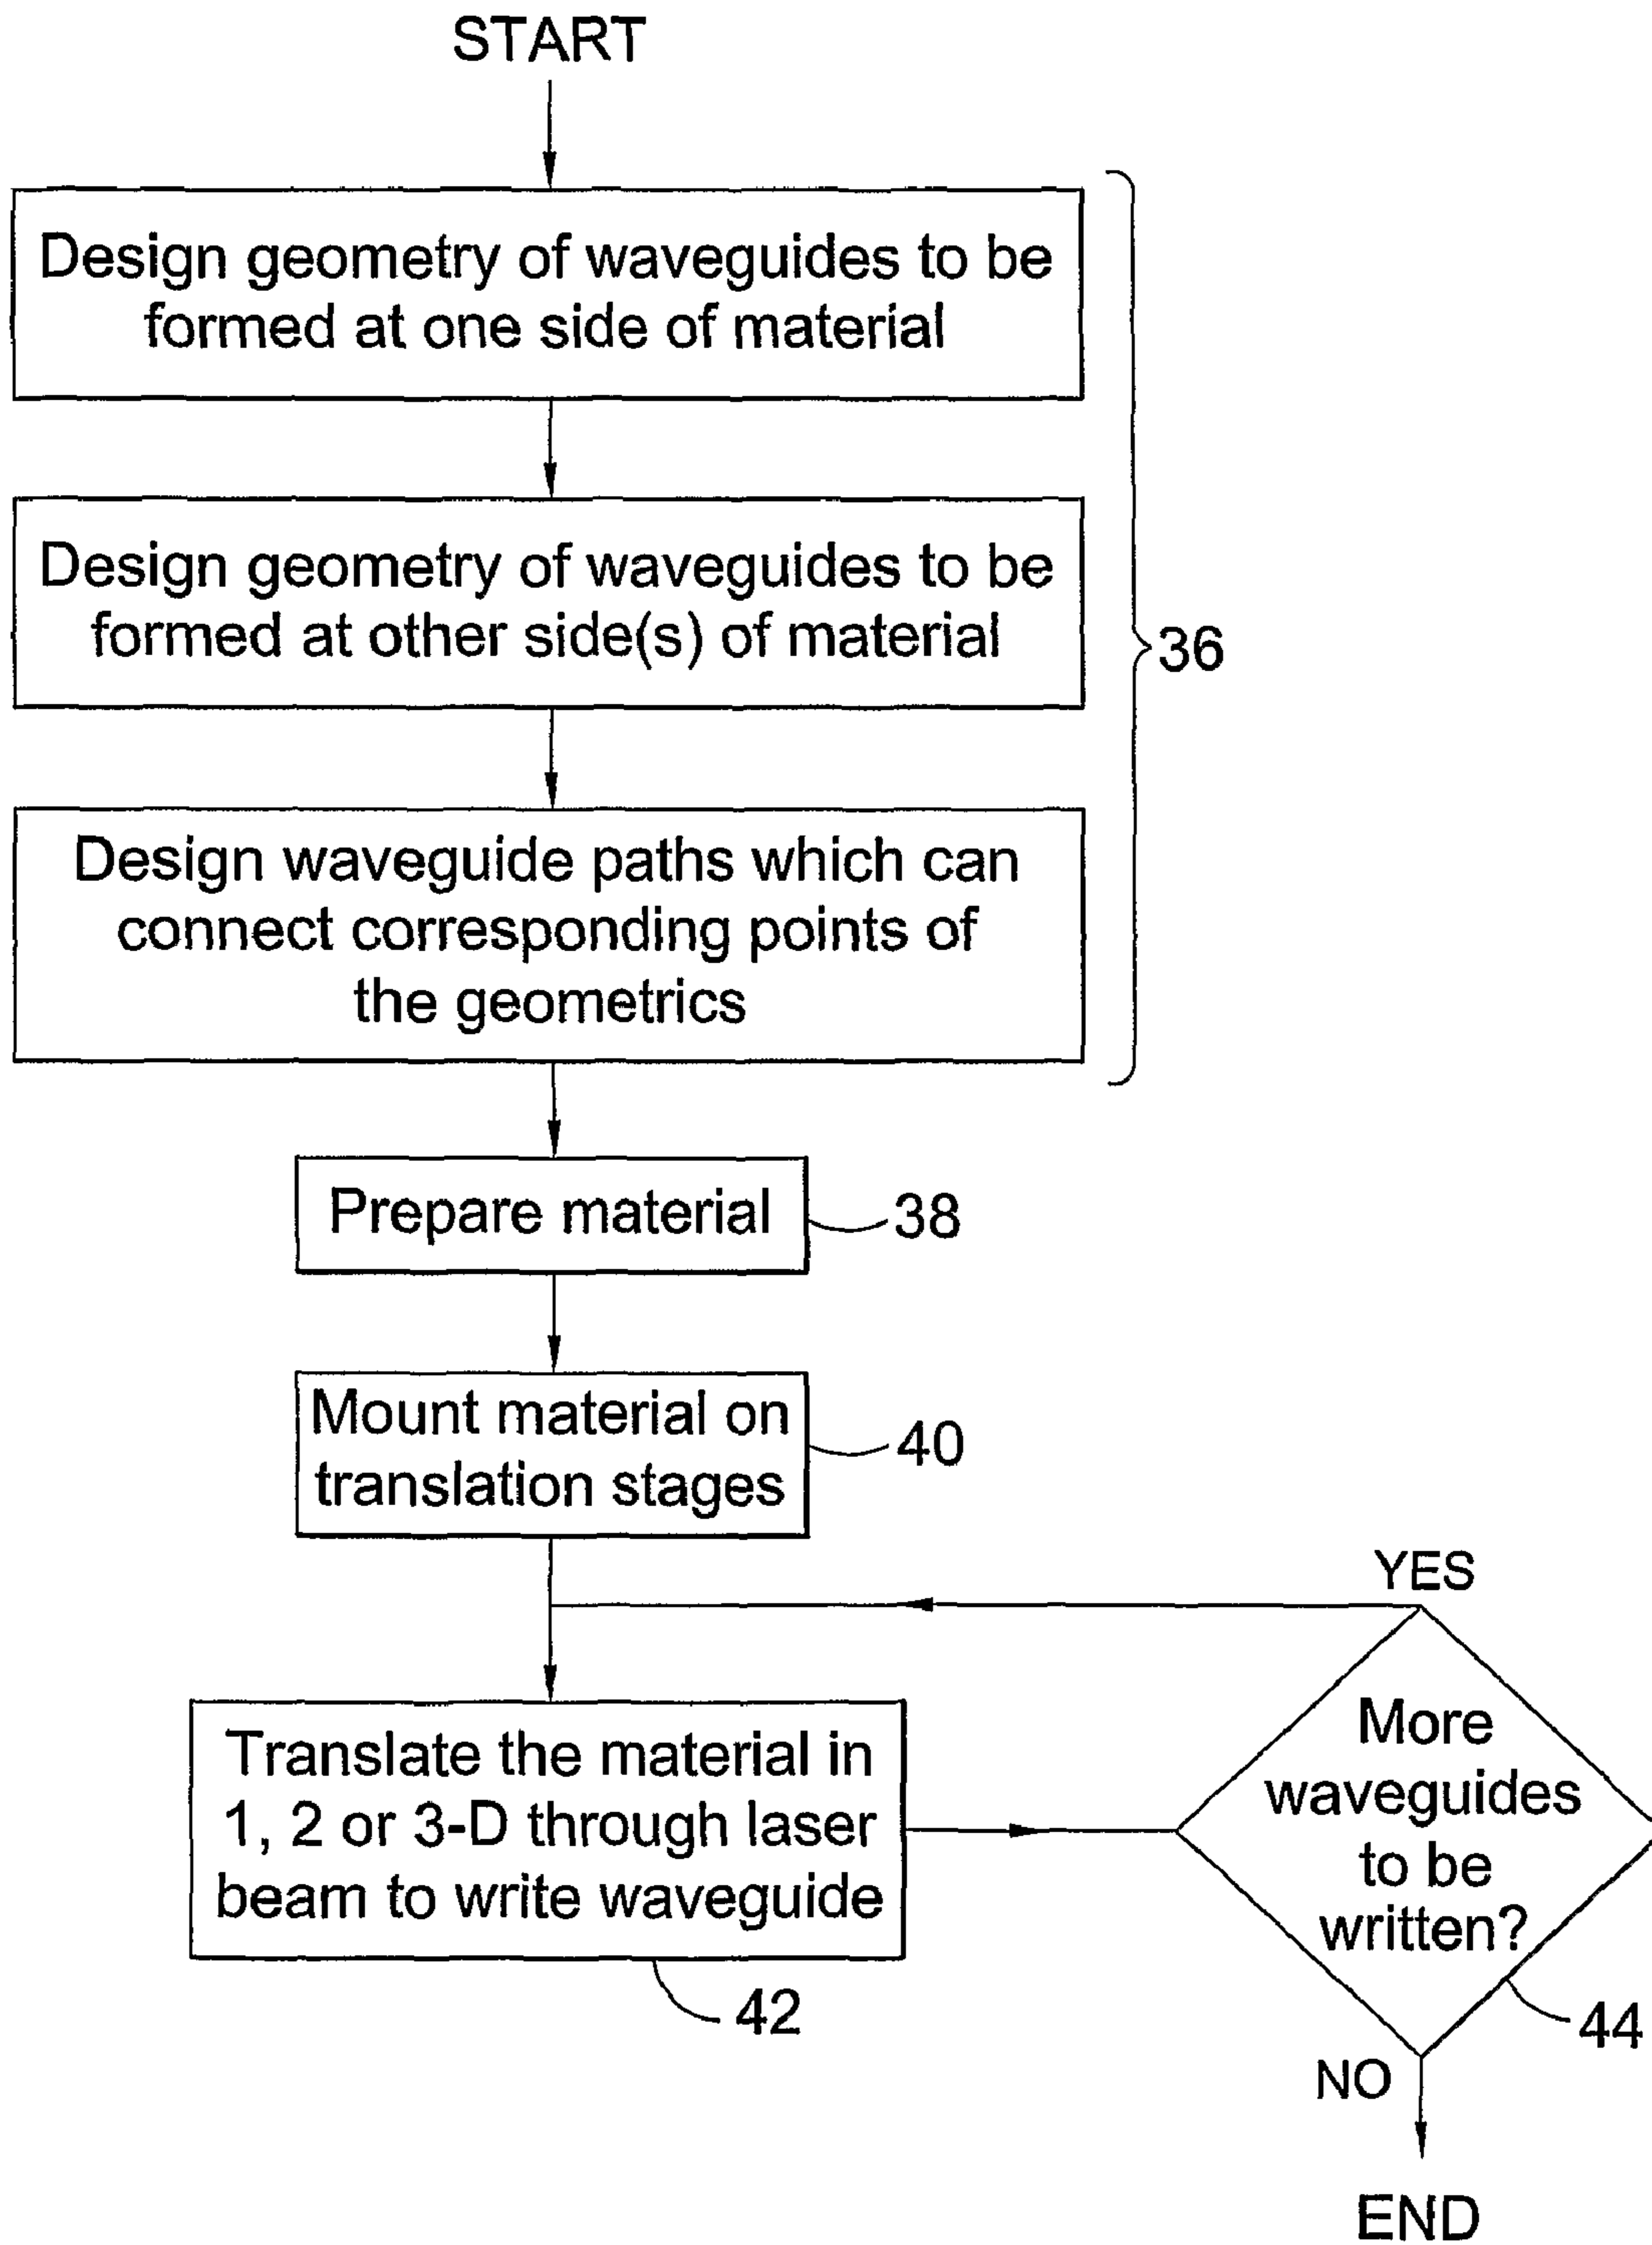 START
Design geometry of waveguides to be
formed at one side of material
Design geometry of waveguides to be
formed at other side(s) of material
36
Design waveguide paths which can
connect corresponding points of
the geometrics
Prepare material
38
Mount material on
translation stages
40
YES
Translate the material in
1, 2 or 3-D through laser
beam to write waveguide
42
More
waveguides
to be
written?
44
NO
END